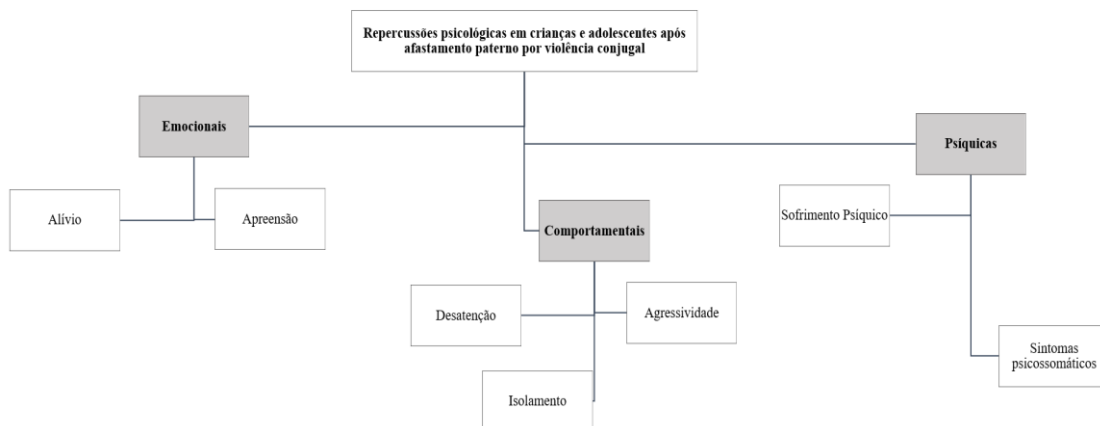 Repercussões psicológicas em crianças e adolescentes após
afastamento paterno por violência conjugal
Emocionais
Alívio
Apreensão
Comportamentais
Desatenção
Agressividade
Isolamento
Psíquicas
Sofrimento Psíquico
Sintomas
psicossomáticos